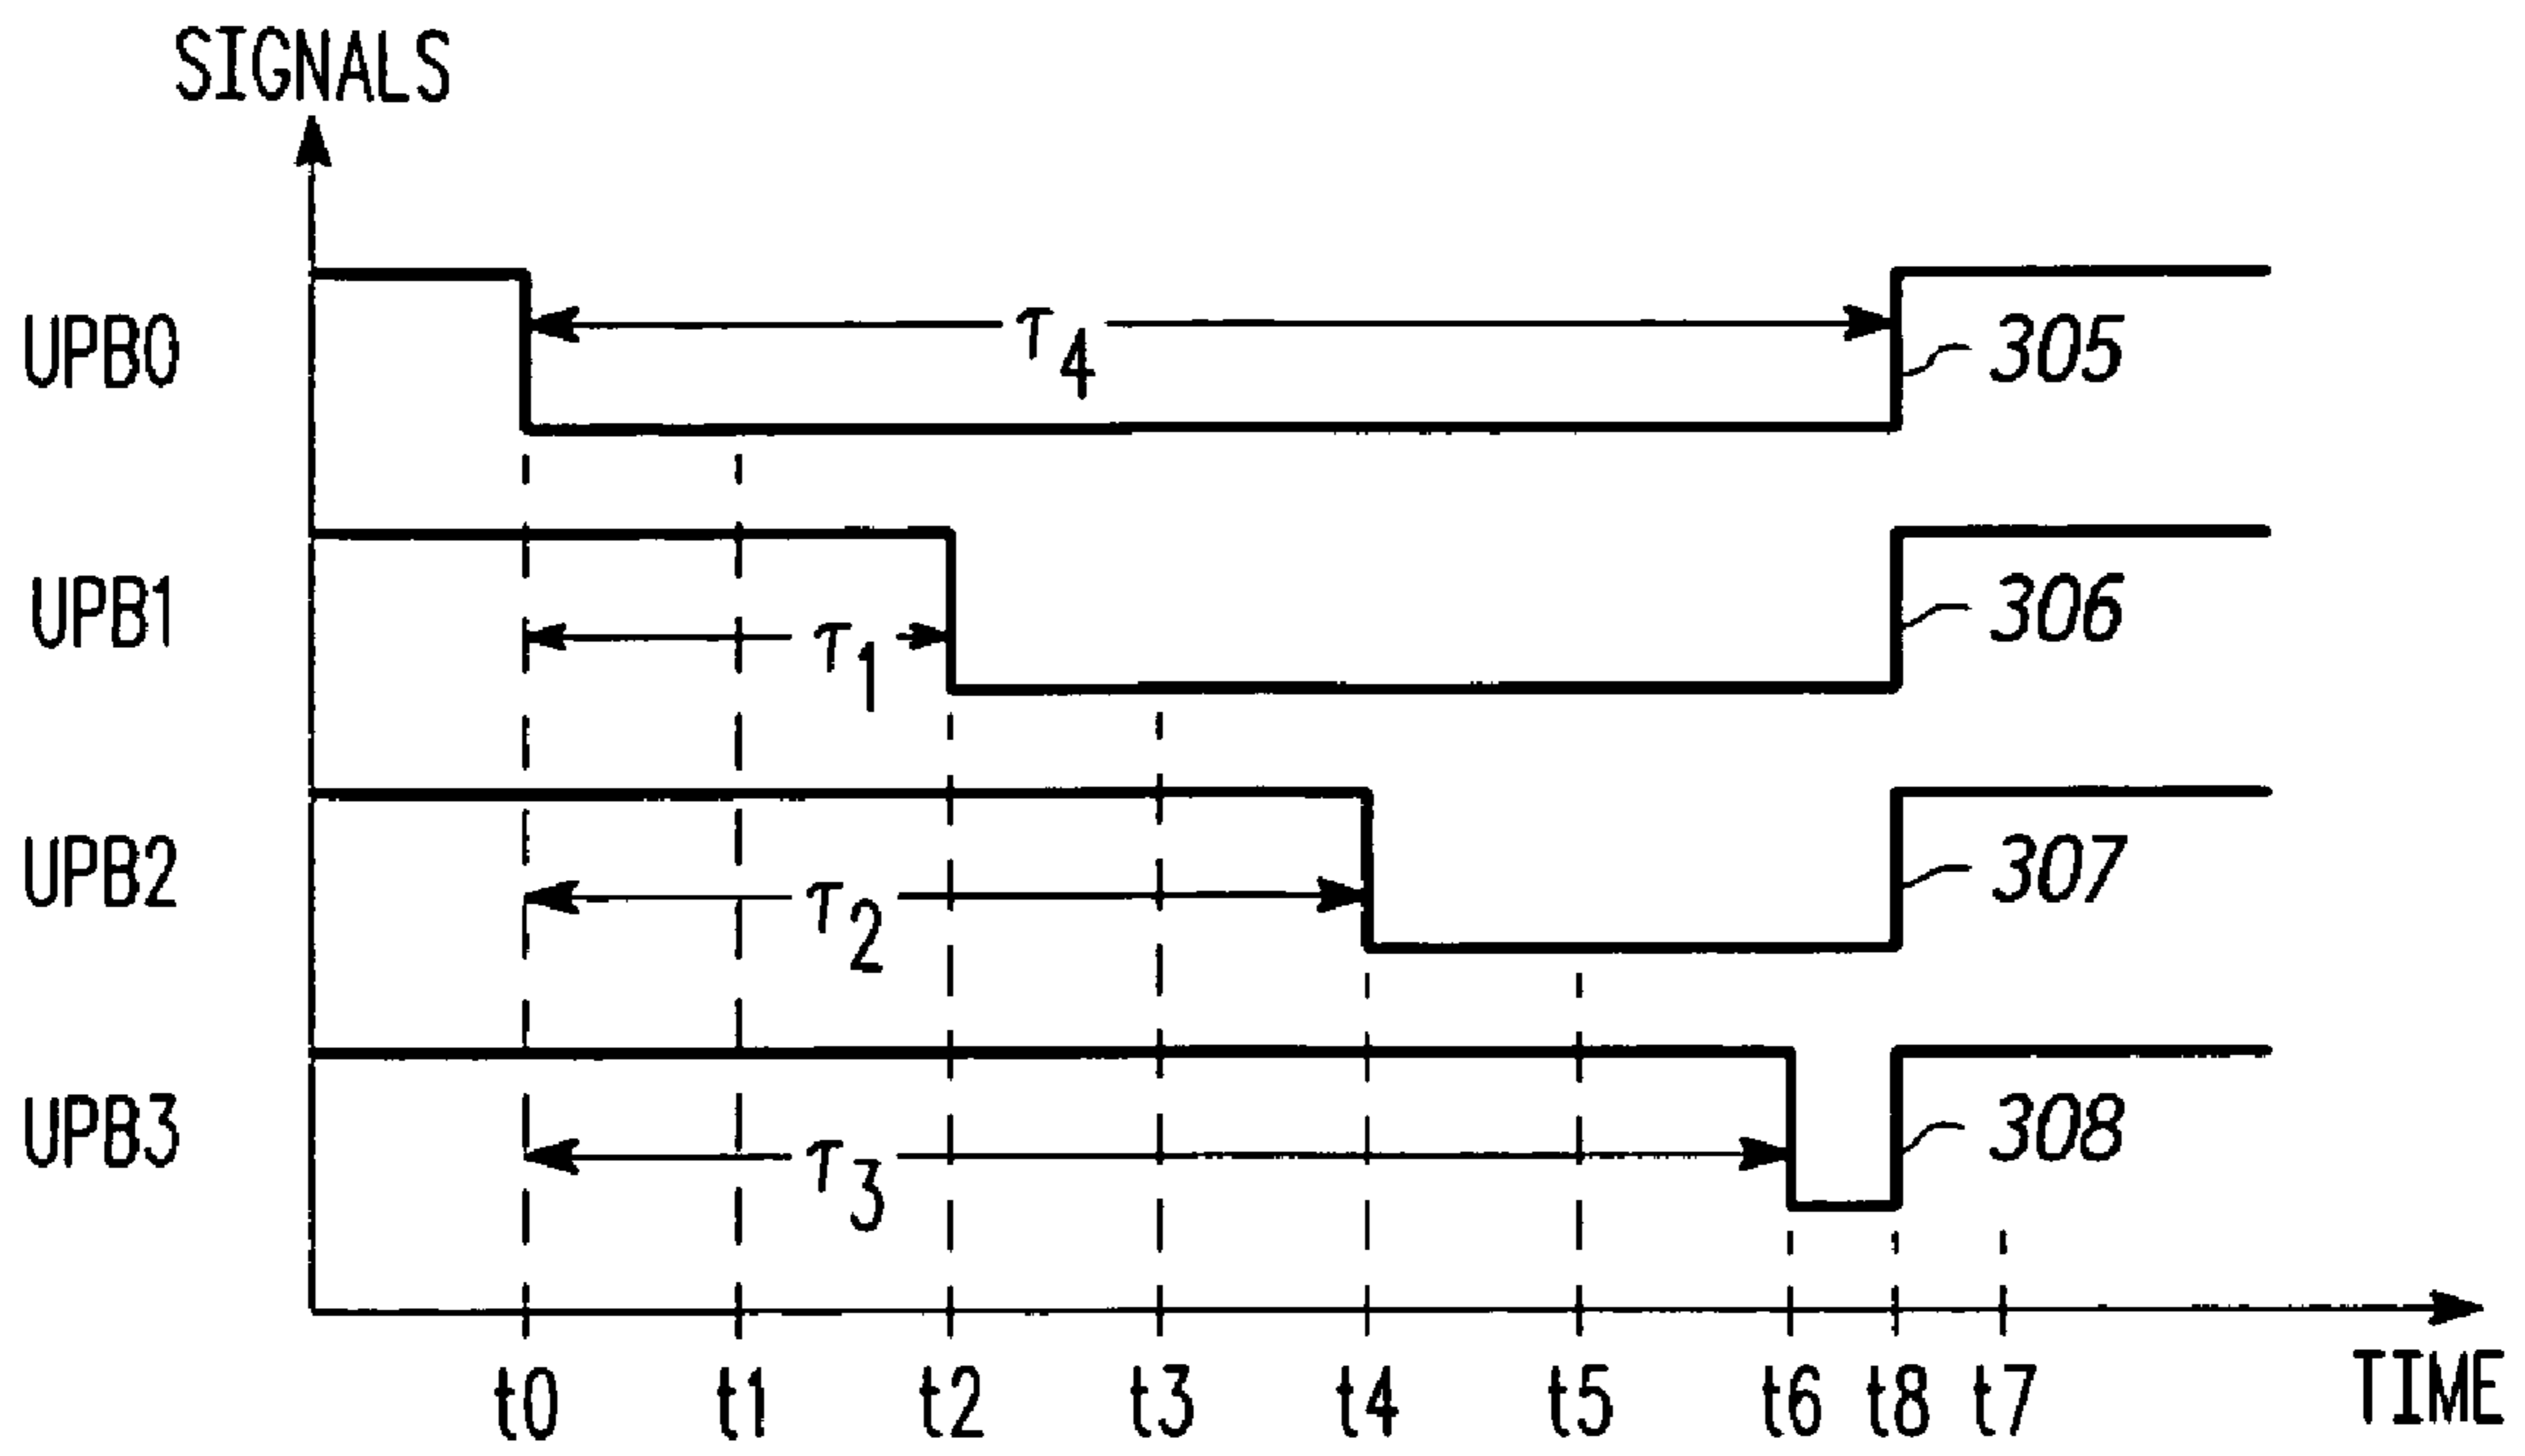 SIGNALS
UPB0
τ4
305
UPB1
τ1
306
UPB2
τ2
307
UPB3
τ3
308
t0 t1 t2 t3 t4 t5 t6 t8 t7
TIME